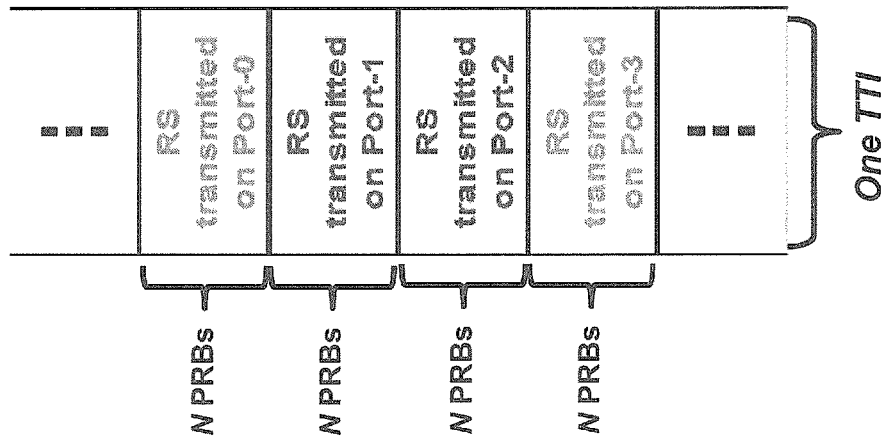 RS
transmitted
on Port-0
RS
transmitted
on Port-1
RS
transmitted
on Port-2
RS
transmitted
on Port-3
N PRBs
N PRBs
N PRBs
N PRBs
One TTI